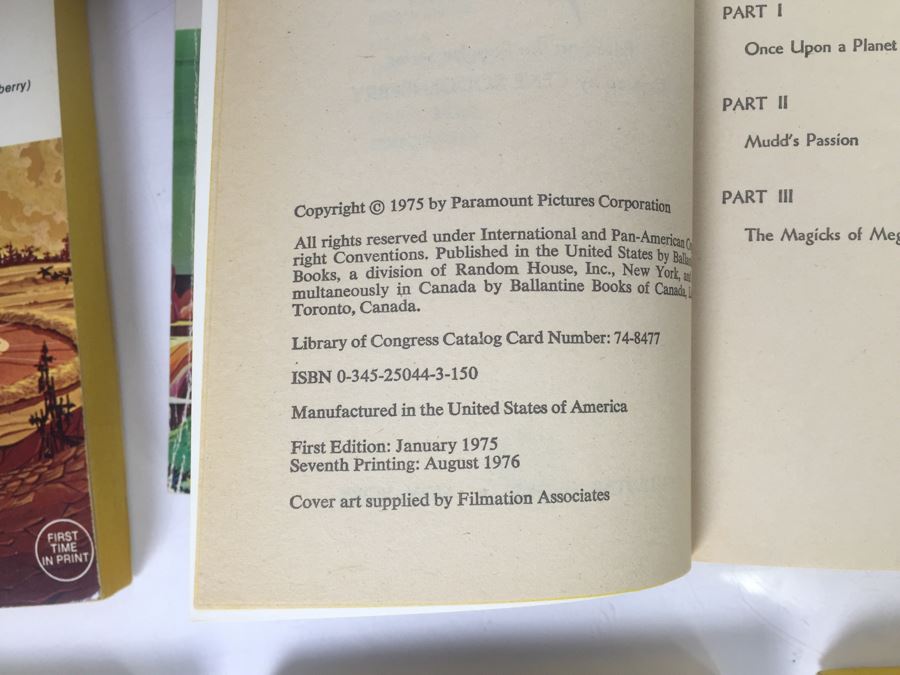 berry)
FIRST
TIME
IN PRINT
Copyright © 1975 by Paramount Pictures Corporation
All rights reserved under International and Pan-American
right Conventions. Published in the United States by
Books, a division of Random House, Inc., New York,
multaneously in Canada by Ballantine Books of Canada,
Toronto, Canada.
Library of Congress Catalog Card Number: 74-8477
ISBN 0-345-25044-3-150
Manufactured in the United States of America
First Edition: January 1975
Seventh Printing: August 1976
Cover art supplied by Filmation Associates
PART I
Once Upon a Planet
PART II
Mudd's Passion
PART III
The Magicks of Meg